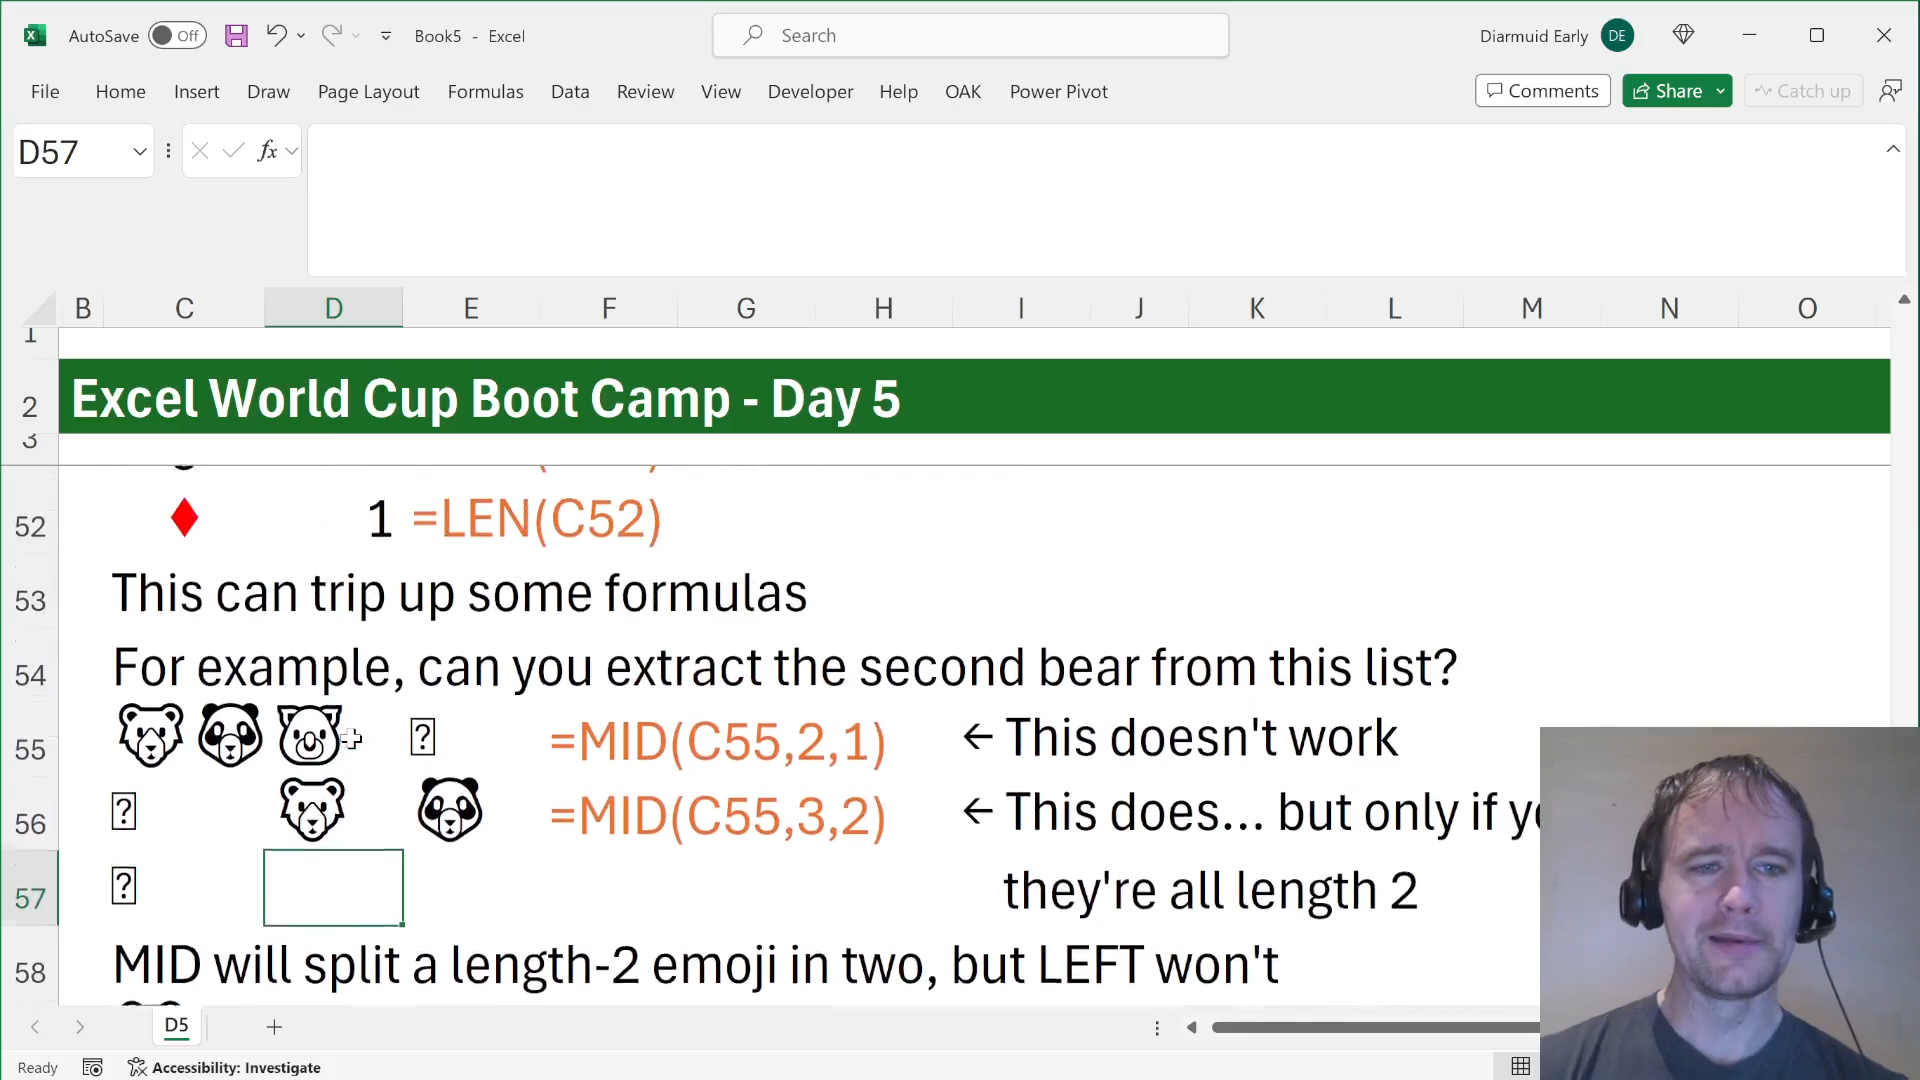 AutoSave Off Book5 - Excel Search Diarmuid Early DE
File Home Insert Draw Page Layout Formulas Data Review View Developer Help OAK Power Pivot Comments Share Catch up
D57 fx
B C D E F G H I J K L M N O
1
2 Excel World Cup Boot Camp - Day 5
3
52 ♦ 1 =LEN(C52)
53 This can trip up some formulas
54 For example, can you extract the second bear from this list?
55 🐻🐼🐨 =MID(C55,2,1) ← This doesn't work
56 🐻 🐼 =MID(C55,3,2) ← This does... but only if
57 they're all length 2
58 MID will split a length-2 emoji in two, but LEFT won't
D5
Ready Accessibility: Investigate